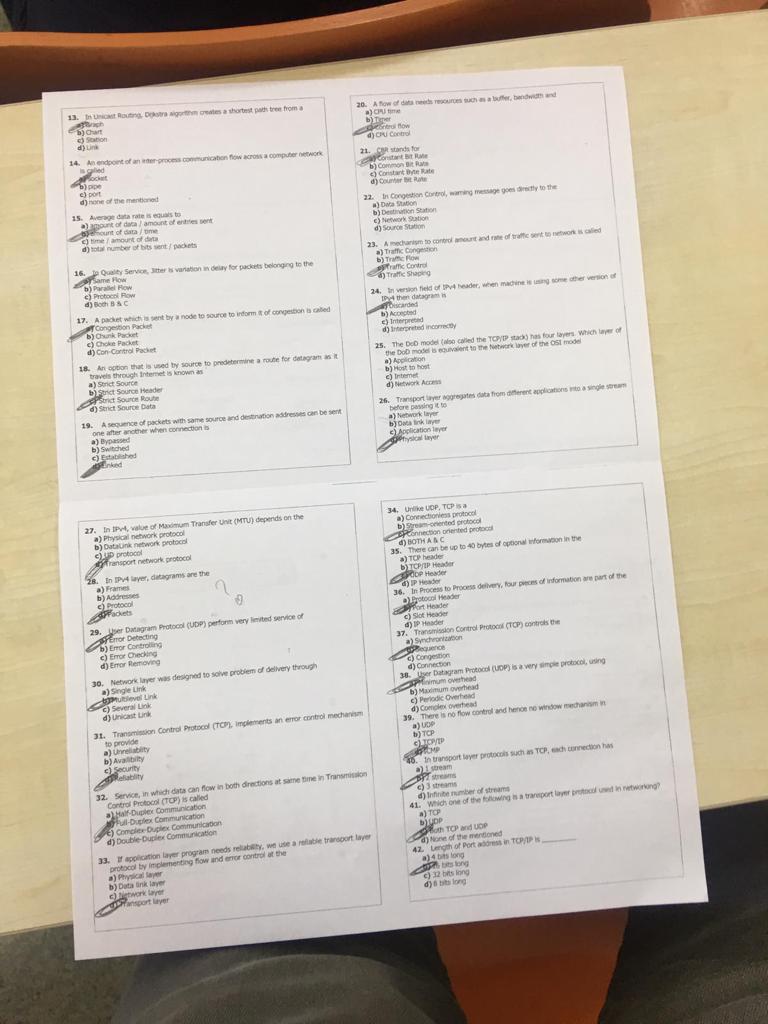 13. In Unicast Routing, Dijkstra algorithm creates a shortest path tree from a
a) Graph
b) Chart
c) Station
d) Link
14. An endpoint of an inter-process communication flow across a computer network
is called
a) socket
b) pipe
c) port
d) none of the mentioned
15. Average data rate is equals to
a) amount of data / amount of entries sent
b) amount of data / time
c) time / amount of data
d) total number of bits sent / packets
16. In Quality Service, Jitter is variation in delay for packets belonging to the
a) Same Flow
b) Parallel Flow
c) Protocol Flow
d) Both B & C
17. A packet which is sent by a node to source to inform it of congestion is called
a) Congestion Packet
b) Chunk Packet
c) Choke Packet
d) Con-Control Packet
18. An option that is used by source to predetermine a route for datagram as it
travels through Internet is known as
a) Strict Source
b) Strict Source Header
c) Strict Source Route
d) Strict Source Data
19. A sequence of packets with same source and destination addresses can be sent
one after another when connection is
a) Bypassed
b) Switched
c) Established
d) Linked
20. A flow of data needs resources such as a buffer, bandwidth and
a) CPU time
b) Timer
c) Control flow
d) CPU Control
21. CBR stands for
a) Constant Bit Rate
b) Common Bit Rate
c) Constant Byte Rate
d) Counter Bit Rate
22. In Congestion Control, warning message goes directly to the
a) Data Station
b) Destination Station
c) Network Station
d) Source Station
23. A mechanism to control amount and rate of traffic sent to network is called
a) Traffic Congestion
b) Traffic Flow
c) Traffic Control
d) Traffic Shaping
24. In version field of IPv4 header, when machine is using some other version of
IPv4 then datagram is
a) Discarded
b) Accepted
c) Interpreted
d) Interpreted incorrectly
25. The DoD model (also called the TCP/IP stack) has four layers. Which layer of
the DoD model is equivalent to the Network layer of the OSI model
a) Application
b) Host to host
c) Internet
d) Network Access
26. Transport layer aggregates data from different applications into a single stream
before passing it to
a) Network layer
b) Data link layer
c) Application layer
d) Physical layer
27. In IPv4, value of Maximum Transfer Unit (MTU) depends on the
a) Physical network protocol
b) DataLink network protocol
c) UD protocol
d) Transport network protocol
28. In IPv4 layer, datagrams are the
a) Frames
b) Addresses
c) Protocol
d) Packets
?
29. User Datagram Protocol (UDP) perform very limited service of
a) Error Detecting
b) Error Controlling
c) Error Checking
d) Error Removing
30. Network layer was designed to solve problem of delivery through
a) Single Link
b) Multilevel Link
c) Several Link
d) Unicast Link
31. Transmission Control Protocol (TCP), implements an error control mechanism
to provide
a) Unreliability
b) Availbility
c) Security
d) Reliablity
32. Service, in which data can flow in both directions at same time in Transmission
Control Protocol (TCP) is called
a) Half-Duplex Communication
b) Full-Duplex Communication
c) Complex-Duplex Communication
d) Double-Duplex Communication
33. If application layer program needs reliability, we use a reliable transport layer
protocol by implementing flow and error control at the
a) Physical layer
b) Data link layer
c) Network layer
d) Transport layer
34. Unlike UDP, TCP is a
a) Connectionless protocol
b) Stream-oriented protocol
c) Connection oriented protocol
d) BOTH A & C
35. There can be up to 40 bytes of optional information in the
a) TCP header
b) TCP/IP Header
c) UDP Header
d) IP Header
36. In Process to Process delivery, four pieces of information are part of the
a) Protocol Header
b) Port Header
c) Slot Header
d) IP Header
37. Transmission Control Protocol (TCP) controls the
a) Synchronization
b) Sequence
c) Congestion
d) Connection
38. User Datagram Protocol (UDP) is a very simple protocol, using
a) Minimum overhead
b) Maximum overhead
c) Periodic Overhead
d) Complex overhead
39. There is no flow control and hence no window mechanism in
a) UDP
b) TCP
c) TCP/IP
d) ICMP
40. In transport layer protocols such as TCP, each connection has
a) 1 stream
b) 2 streams
c) 3 streams
d) Infinite number of streams
41. Which one of the following is a transport layer protocol used in networking?
a) TCP
b) UDP
c) Both TCP and UDP
d) None of the mentioned
42. Length of Port address in TCP/IP is ________
a) 4 bits long
b) 16 bits long
c) 32 bits long
d) 8 bits long